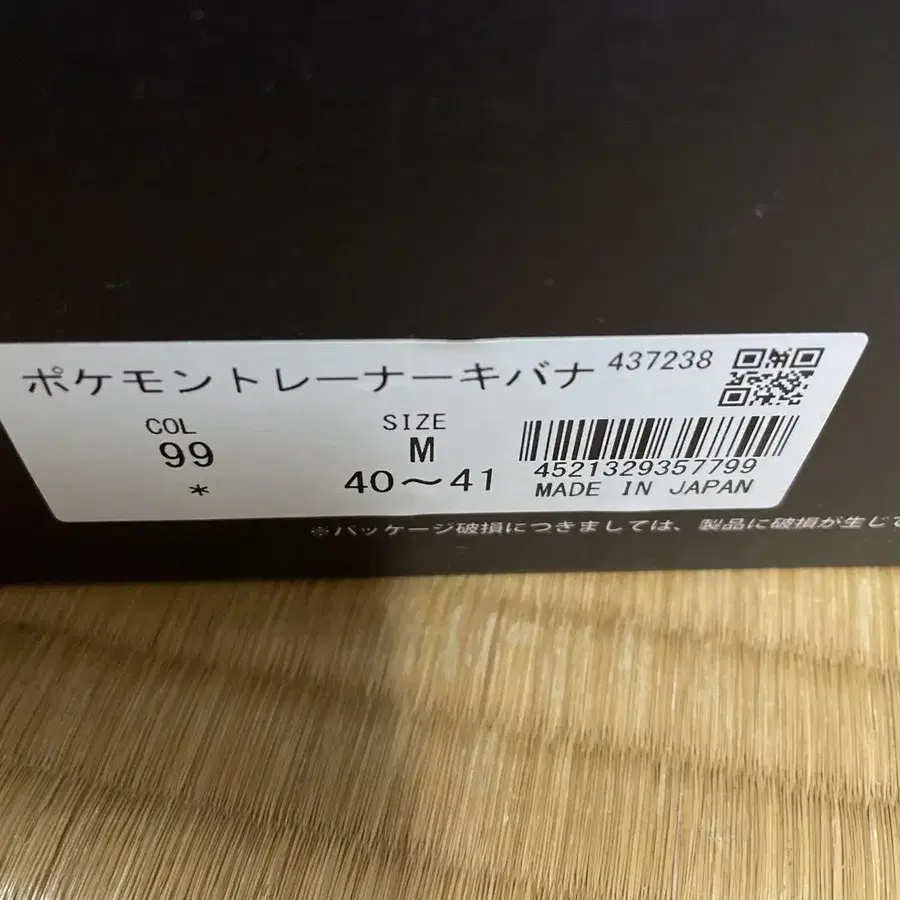 ポケモントレーナーキバナ 437238
COL SIZE
99 M
* 40～41
4521329357799
MADE IN JAPAN
※パッケージ破損につきましては、製品に破損が生じて